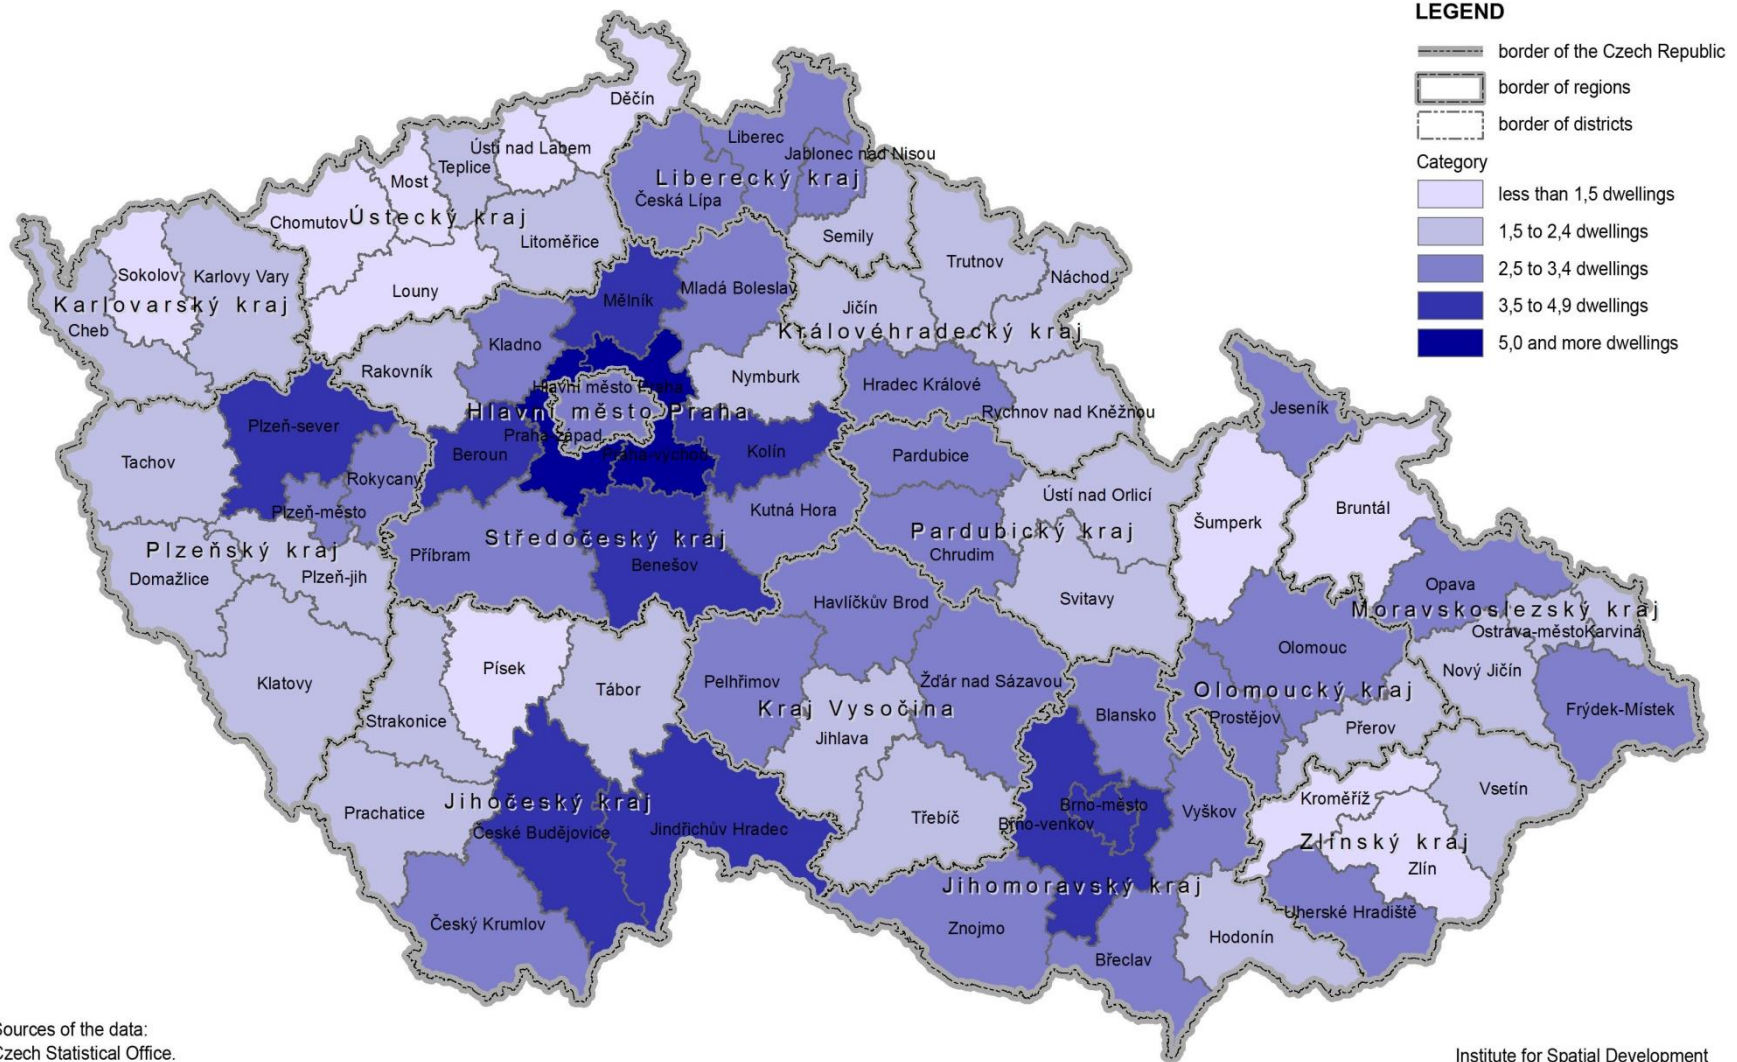 LEGEND
border of the Czech Republic
border of regions
border of districts
Category
less than 1,5 dwellings
1,5 to 2,4 dwellings
2,5 to 3,4 dwellings
3,5 to 4,9 dwellings
5,0 and more dwellings
Děčín
Ústí nad Labem
Teplice
Most
Chomutov
Ústecký kraj
Litoměřice
Louny
Liberec
Jablonec nad Nisou
Liberecký kraj
Česká Lípa
Semily
Sokolov
Karlovy Vary
Karlovarský kraj
Cheb
Trutnov
Náchod
Jičín
Královéhradecký kraj
Hradec Králové
Rychnov nad Kněžnou
Mělník
Mladá Boleslav
Kladno
Rakovník
Nymburk
Hlavní město Praha
Hlavní město Praha
Praha-západ
Praha-východ
Beroun
Kolín
Kutná Hora
Středočeský kraj
Příbram
Benešov
Plzeň-sever
Tachov
Rokycany
Plzeň-město
Plzeňský kraj
Domažlice
Plzeň-jih
Klatovy
Pardubice
Ústí nad Orlicí
Pardubický kraj
Chrudim
Svitavy
Jeseník
Šumperk
Bruntál
Opava
Moravskoslezský kraj
Ostrava-město
Karviná
Nový Jičín
Frýdek-Místek
Olomouc
Olomoucký kraj
Prostějov
Přerov
Havlíčkův Brod
Pelhřimov
Žďár nad Sázavou
Kraj Vysočina
Jihlava
Třebíč
Písek
Tábor
Strakonice
Prachatice
Jihočeský kraj
České Budějovice
Jindřichův Hradec
Český Krumlov
Blansko
Brno-město
Brno-venkov
Vyškov
Jihomoravský kraj
Znojmo
Břeclav
Hodonín
Kroměříž
Vsetín
Zlínský kraj
Zlín
Uherské Hradiště
Sources of the data:
Czech Statistical Office.
Institute for Spatial Development